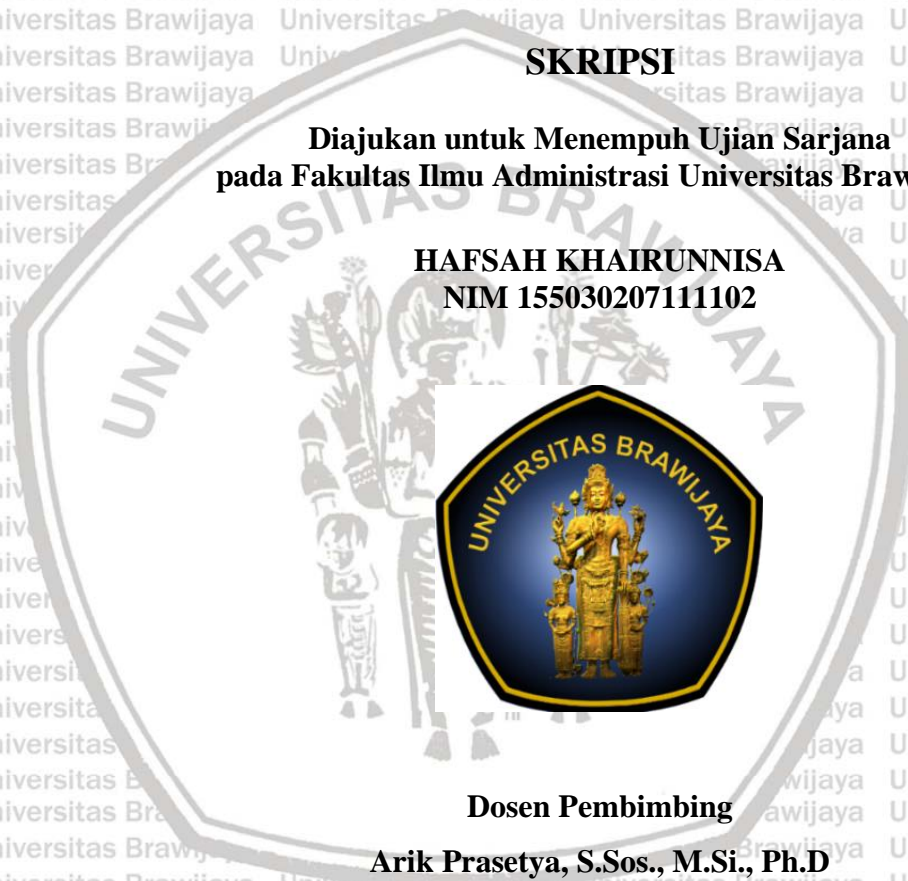 SKRIPSI
Diajukan untuk Menempuh Ujian Sarjana
pada Fakultas Ilmu Administrasi Universitas Braw
HAFSAH KHAIRUNNISA
NIM 155030207111102
UNIVERSITAS BRAWIJAYA
Dosen Pembimbing
Arik Prasetya, S.Sos., M.Si., Ph.D